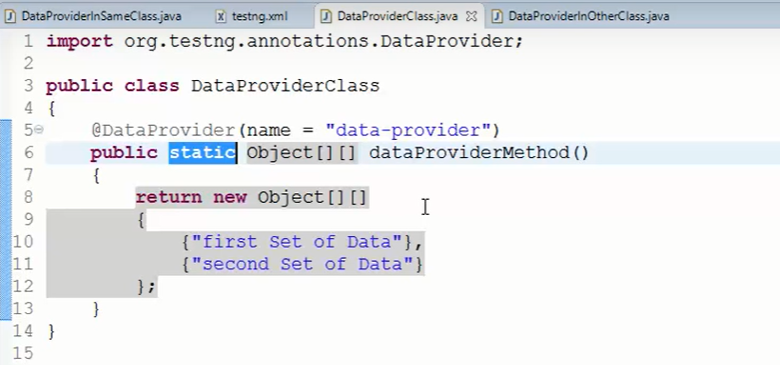 DataProviderInSameClass.java testng.xml DataProviderClass.java DataProviderInOtherClass.java
1 import org.testng.annotations.DataProvider;
2
3 public class DataProviderClass
4 {
5 @DataProvider(name = "data-provider")
6 public static Object[][] dataProviderMethod()
7 {
8 return new Object[][]
9 {
10 {"first Set of Data"},
11 {"second Set of Data"}
12 };
13 }
14 }
15